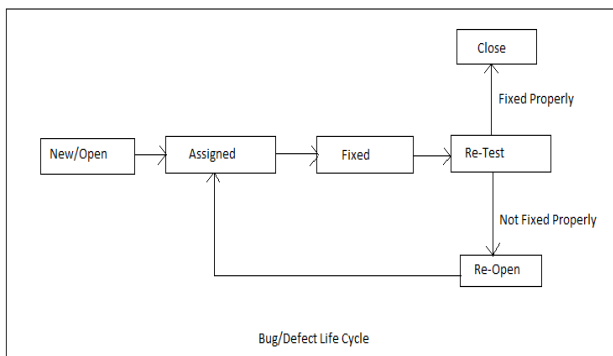 Close
Fixed Properly
New/Open
Assigned
Fixed
Re-Test
Not Fixed Properly
Re-Open
Bug/Defect Life Cycle